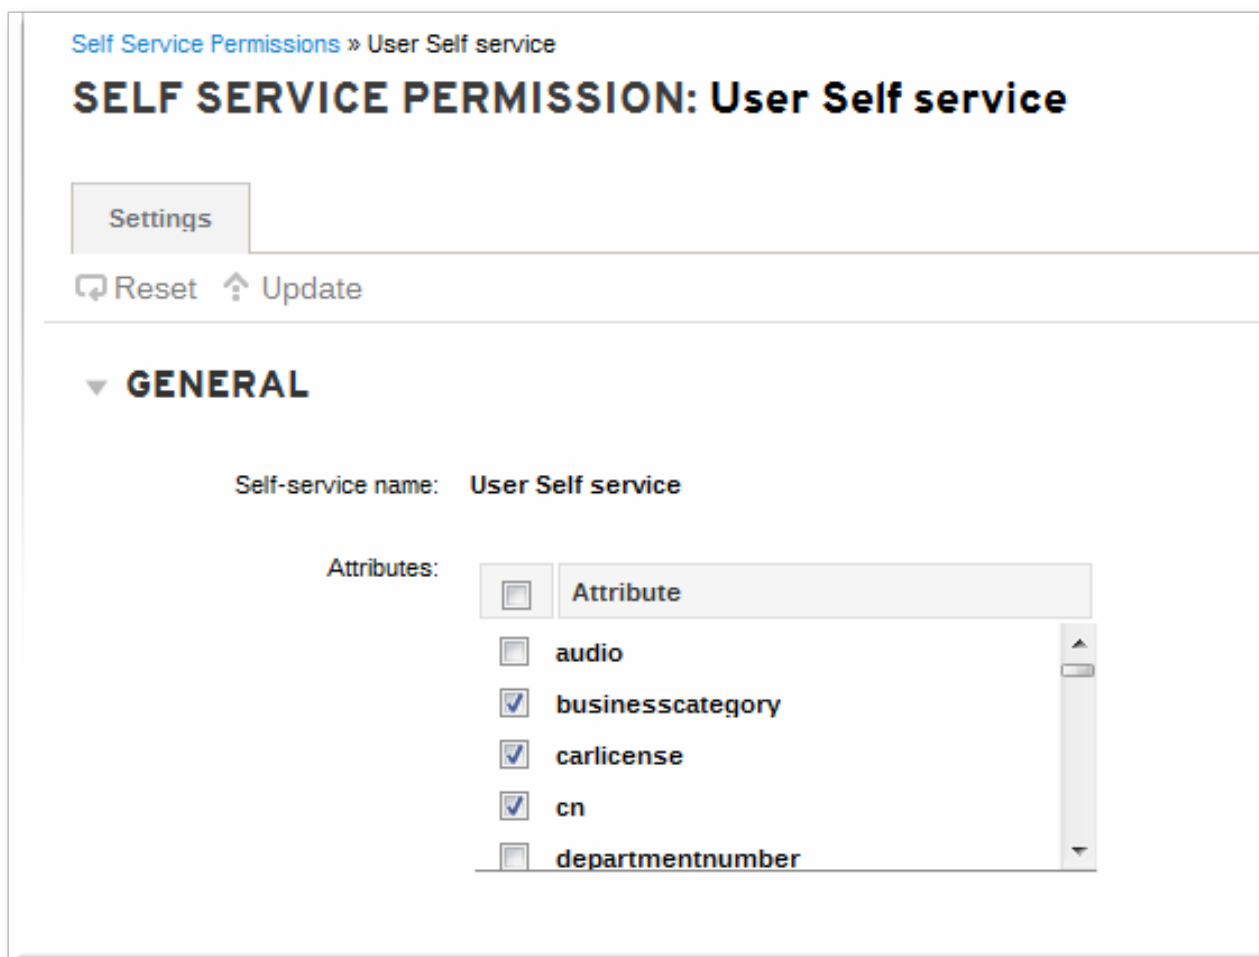 Self Service Permissions » User Self service
SELF SERVICE PERMISSION: User Self service
Settings
Reset Update
GENERAL
Self-service name: User Self service
Attributes: Attribute
audio
businesscategory
carlicense
cn
departmentnumber